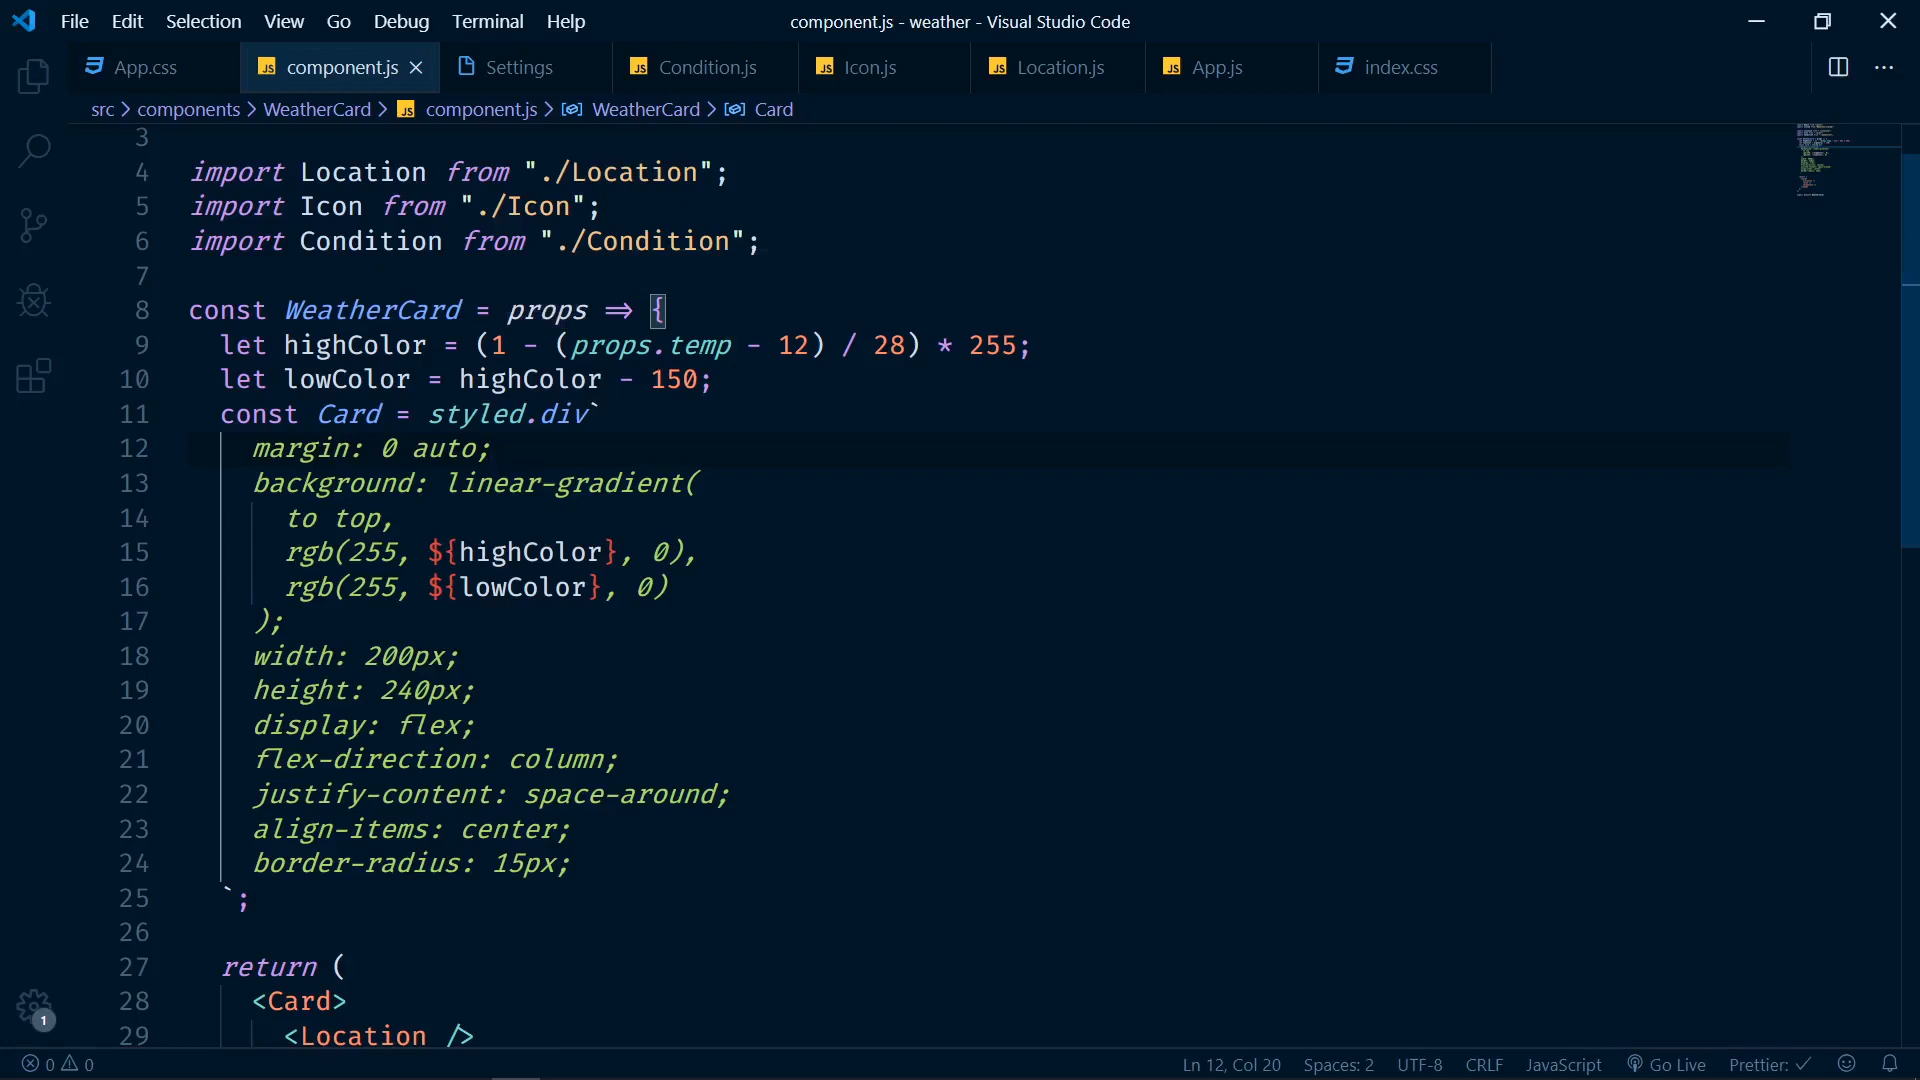 File Edit Selection View Go Debug Terminal Help component.js - weather - Visual Studio Code
App.css component.js Settings Condition.js Icon.js Location.js App.js index.css
src > components > WeatherCard > component.js > WeatherCard > Card
3
4 import Location from "./Location";
5 import Icon from "./Icon";
6 import Condition from "./Condition";
7
8 const WeatherCard = props => {
9 let highColor = (1 - (props.temp - 12) / 28) * 255;
10 let lowColor = highColor - 150;
11 const Card = styled.div`
12 margin: 0 auto;
13 background: linear-gradient(
14 to top,
15 rgb(255, ${highColor}, 0),
16 rgb(255, ${lowColor}, 0)
17 );
18 width: 200px;
19 height: 240px;
20 display: flex;
21 flex-direction: column;
22 justify-content: space-around;
23 align-items: center;
24 border-radius: 15px;
25 `;
26
27 return (
28 <Card>
29 <Location />
1
0 0 Ln 12, Col 20 Spaces: 2 UTF-8 CRLF JavaScript Go Live Prettier: ✓